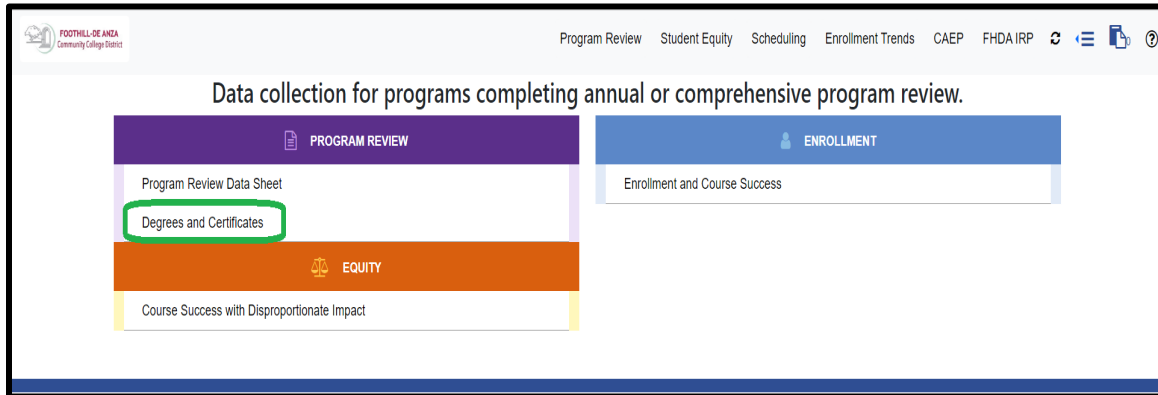 FOOTHILL-DE ANZA
Community College District
Program Review Student Equity Scheduling Enrollment Trends CAEP FHDA IRP 0
Data collection for programs completing annual or comprehensive program review.
PROGRAM REVIEW
Program Review Data Sheet
Degrees and Certificates
EQUITY
Course Success with Disproportionate Impact
ENROLLMENT
Enrollment and Course Success